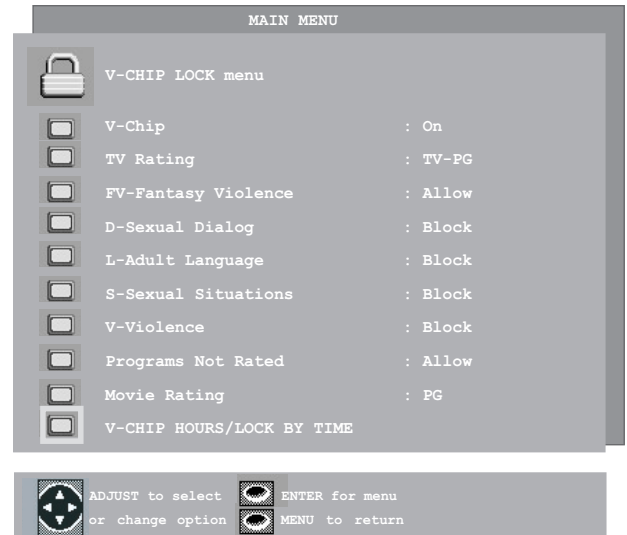 MAIN MENU
V-CHIP LOCK menu
V-Chip : On
TV Rating : TV-PG
FV-Fantasy Violence : Allow
D-Sexual Dialog : Block
L-Adult Language : Block
S-Sexual Situations : Block
V-Violence : Block
Programs Not Rated : Allow
Movie Rating : PG
V-CHIP HOURS/LOCK BY TIME
ADJUST to select ENTER for menu
or change option MENU to return